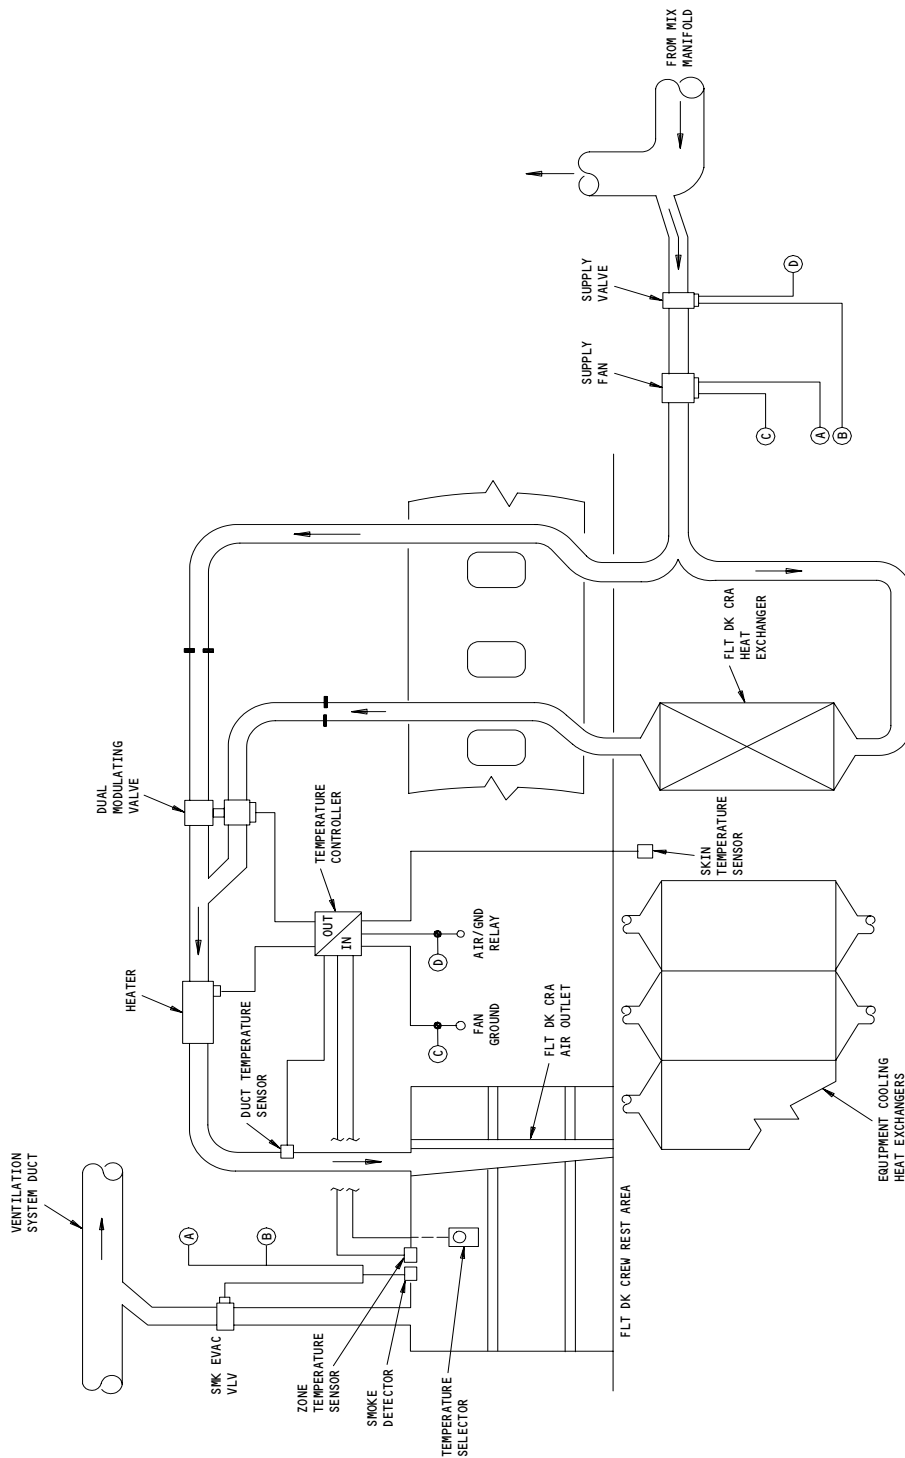 VENTILATION
SYSTEM DUCT
SMK EVAC
VLV
ZONE
TEMPERATURE
SENSOR
SMOKE
DETECTOR
TEMPERATURE
SELECTOR
A
B
HEATER
DUCT TEMPERATURE
SENSOR
DUAL
MODULATING
VALVE
TEMPERATURE
CONTROLLER
OUT
IN
C
FAN
GROUND
D
AIR/GND
RELAY
FLT DK CRA
AIR OUTLET
FLT DK CREW REST AREA
SKIN
TEMPERATURE
SENSOR
EQUIPMENT COOLING
HEAT EXCHANGERS
FLT DK CRA
HEAT
EXCHANGER
SUPPLY
FAN
SUPPLY
VALVE
C
A
B
D
FROM MIX
MANIFOLD